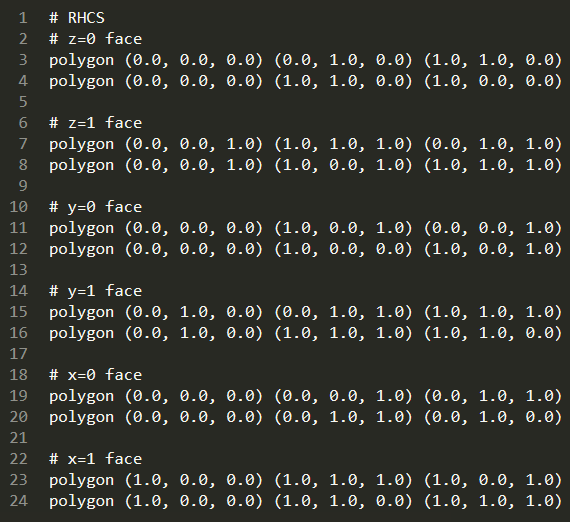 1 # RHCS
2 # z=0 face
3 polygon (0.0, 0.0, 0.0) (0.0, 1.0, 0.0) (1.0, 1.0, 0.0)
4 polygon (0.0, 0.0, 0.0) (1.0, 1.0, 0.0) (1.0, 0.0, 0.0)
5
6 # z=1 face
7 polygon (0.0, 0.0, 1.0) (1.0, 1.0, 1.0) (0.0, 1.0, 1.0)
8 polygon (0.0, 0.0, 1.0) (1.0, 0.0, 1.0) (1.0, 1.0, 1.0)
9
10 # y=0 face
11 polygon (0.0, 0.0, 0.0) (1.0, 0.0, 1.0) (0.0, 0.0, 1.0)
12 polygon (0.0, 0.0, 0.0) (1.0, 0.0, 0.0) (1.0, 0.0, 1.0)
13
14 # y=1 face
15 polygon (0.0, 1.0, 0.0) (0.0, 1.0, 1.0) (1.0, 1.0, 1.0)
16 polygon (0.0, 1.0, 0.0) (1.0, 1.0, 1.0) (1.0, 1.0, 0.0)
17
18 # x=0 face
19 polygon (0.0, 0.0, 0.0) (0.0, 0.0, 1.0) (0.0, 1.0, 1.0)
20 polygon (0.0, 0.0, 0.0) (0.0, 1.0, 1.0) (0.0, 1.0, 0.0)
21
22 # x=1 face
23 polygon (1.0, 0.0, 0.0) (1.0, 1.0, 1.0) (1.0, 0.0, 1.0)
24 polygon (1.0, 0.0, 0.0) (1.0, 1.0, 0.0) (1.0, 1.0, 1.0)